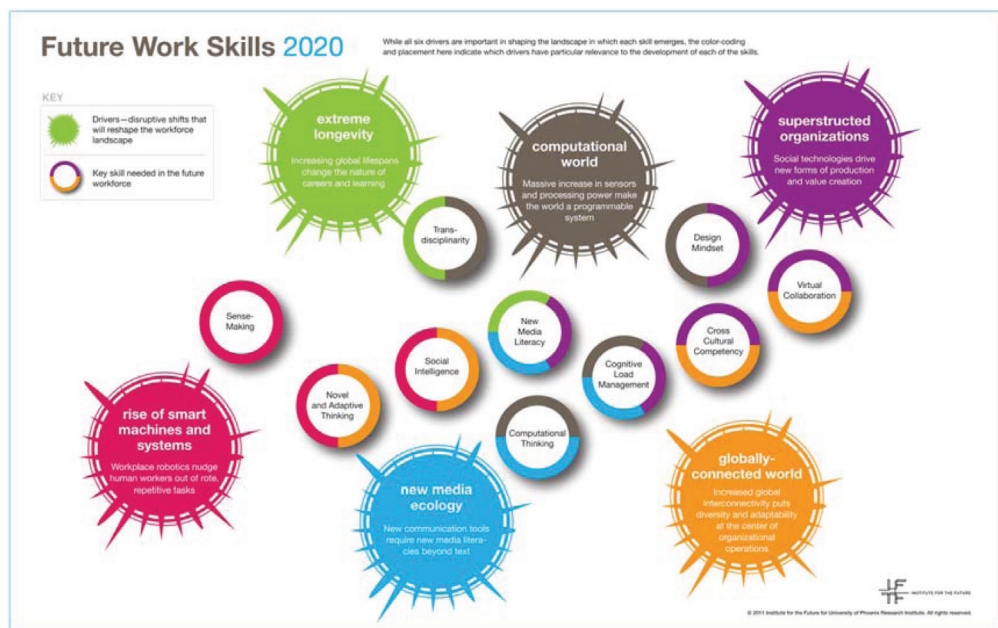 Future Work Skills 2020
While all six drivers are important in shaping the landscape in which each skill emerges, the color-coding
and placement here indicate which drivers have particular relevance to the development of each of the skills.
KEY
Drivers—disruptive shifts that
will reshape the workforce
landscape
Key skill needed in the future
workforce
extreme
longevity
Increasing global lifespans
change the nature of
careers and learning
computational
world
Massive increase in sensors
and processing power make
the world a programmable
system
superstructed
organizations
Social technologies drive
new forms of production
and value creation
Trans-
disciplinarity
Design
Mindset
Virtual
Collaboration
Sense-
Making
New
Media
Literacy
Cross
Cultural
Competency
Social
Intelligence
Cognitive
Load
Management
Novel
and Adaptive
Thinking
Computational
Thinking
rise of smart
machines and
systems
Workplace robotics nudge
human workers out of rote,
repetitive tasks
new media
ecology
New communication tools
require new media litera-
cies beyond text
globally-
connected world
Increased global
interconnectivity puts
diversity and adaptability
at the center of
organizational
operations
IFTF
INSTITUTE FOR THE FUTURE
© 2011 Institute for the Future for University of Phoenix Research Institute. All rights reserved.